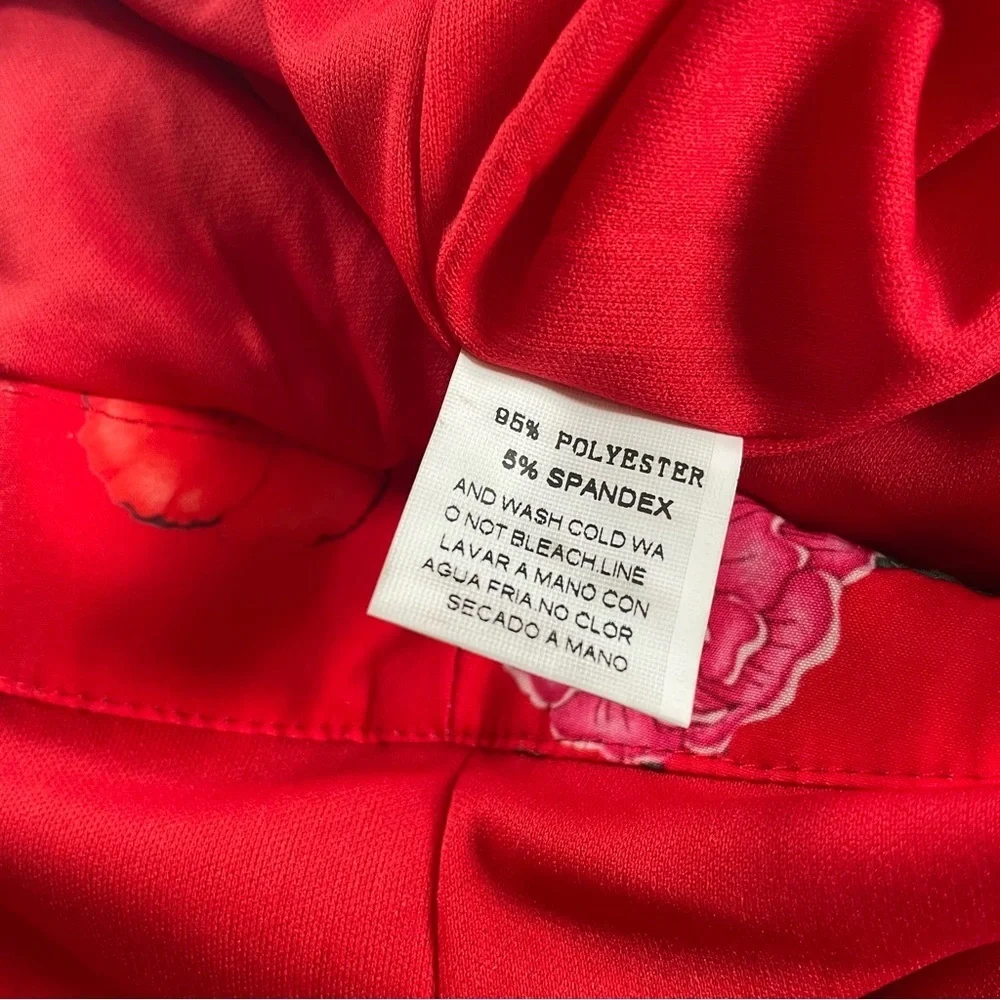 95% POLYESTER
5% SPANDEX
AND WASH COLD WA
O NOT BLEACH.LINE
LAVAR A MANO CON
AGUA FRIA.NO CLOR
SECADO A MANO